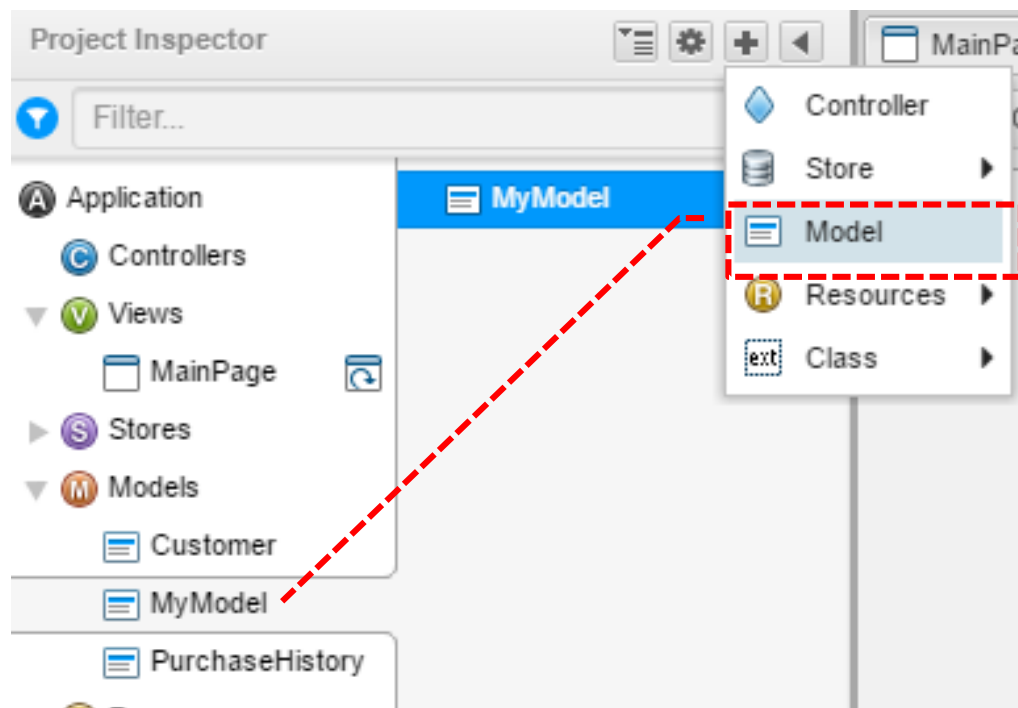 Project Inspector
MainPa
Filter...
Controller
Store
Model
Resources
Class
Application
Controllers
Views
MainPage
Stores
Models
Customer
MyModel
PurchaseHistory
MyModel
A
C
V
S
M
R
ext